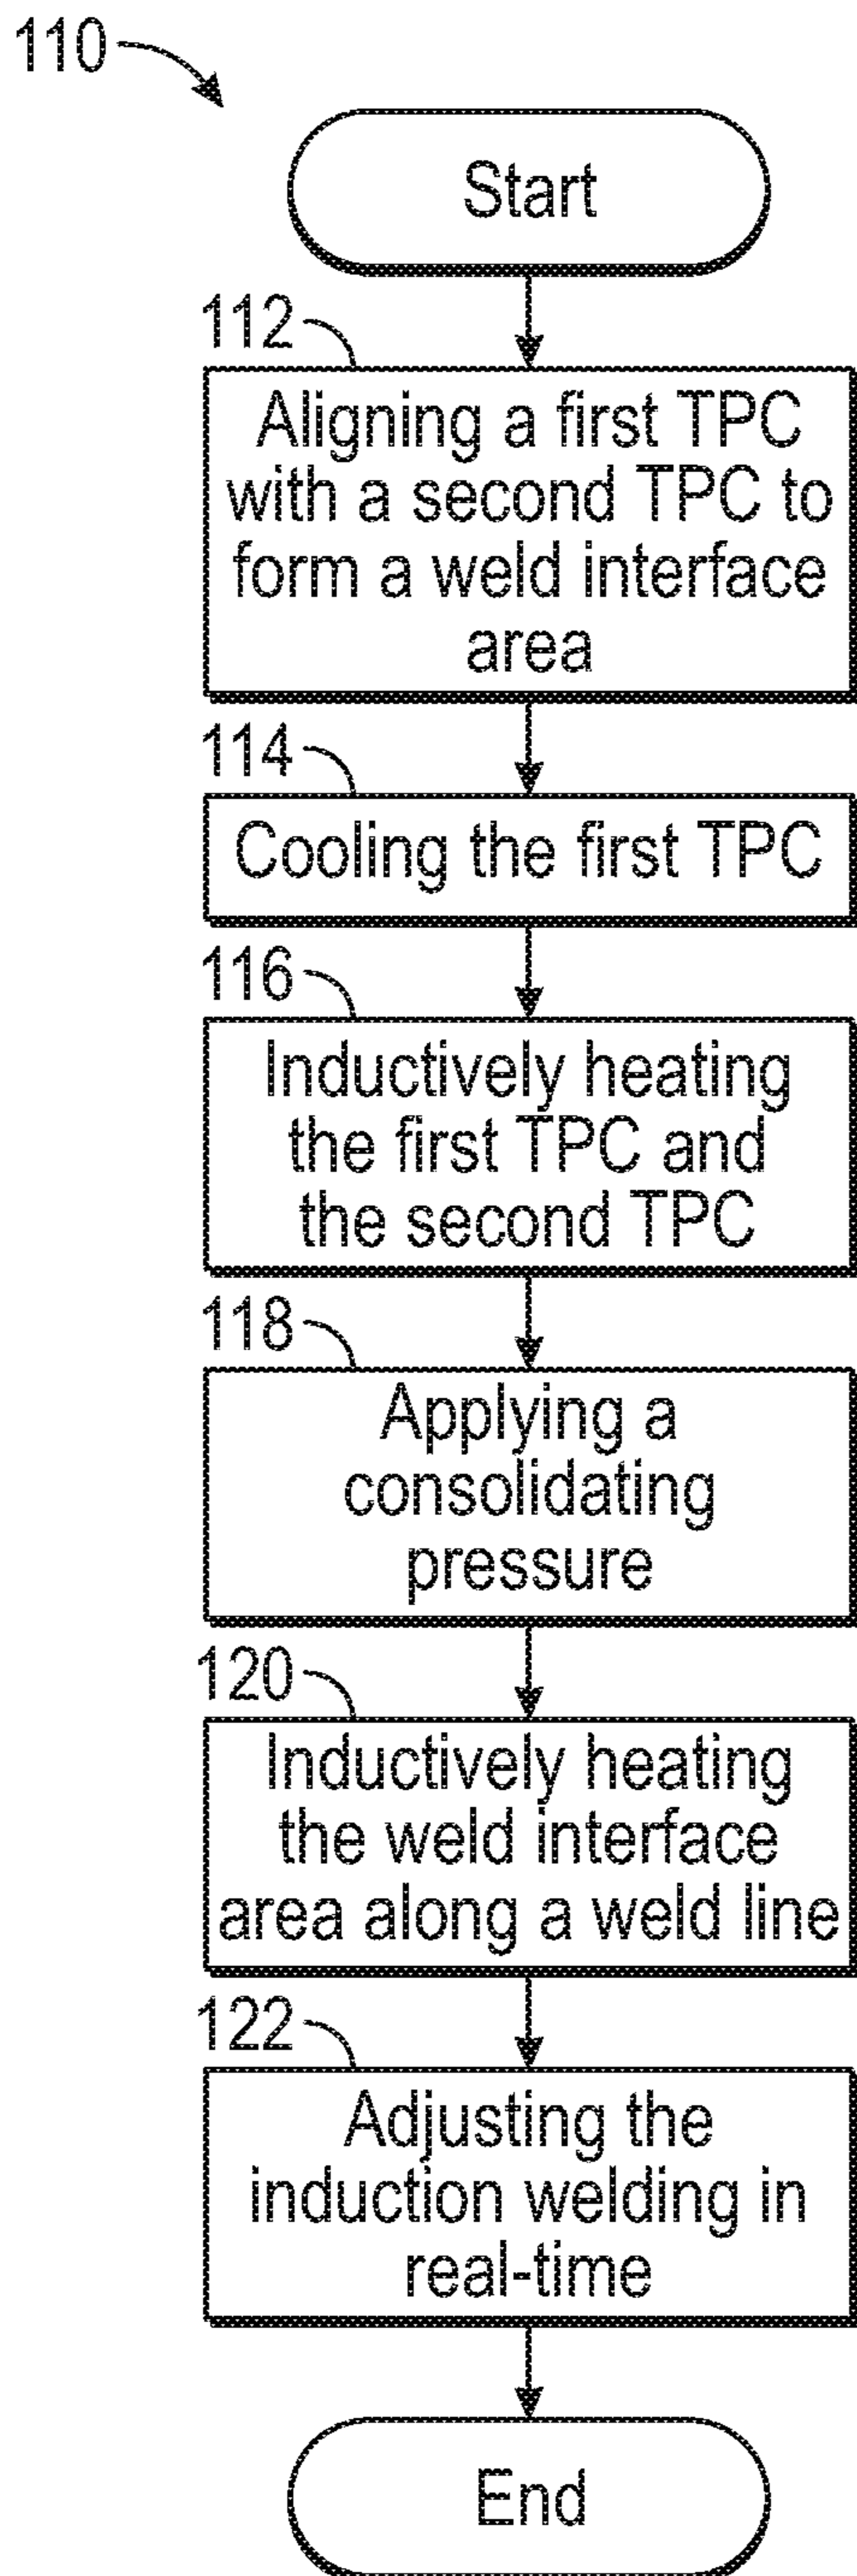 110
Start
112
Aligning a first TPC
with a second TPC to
form a weld interface
area
114
Cooling the first TPC
116
Inductively heating
the first TPC and
the second TPC
118
Applying a
consolidating
pressure
120
Inductively heating
the weld interface
area along a weld line
122
Adjusting the
induction welding in
real-time
End